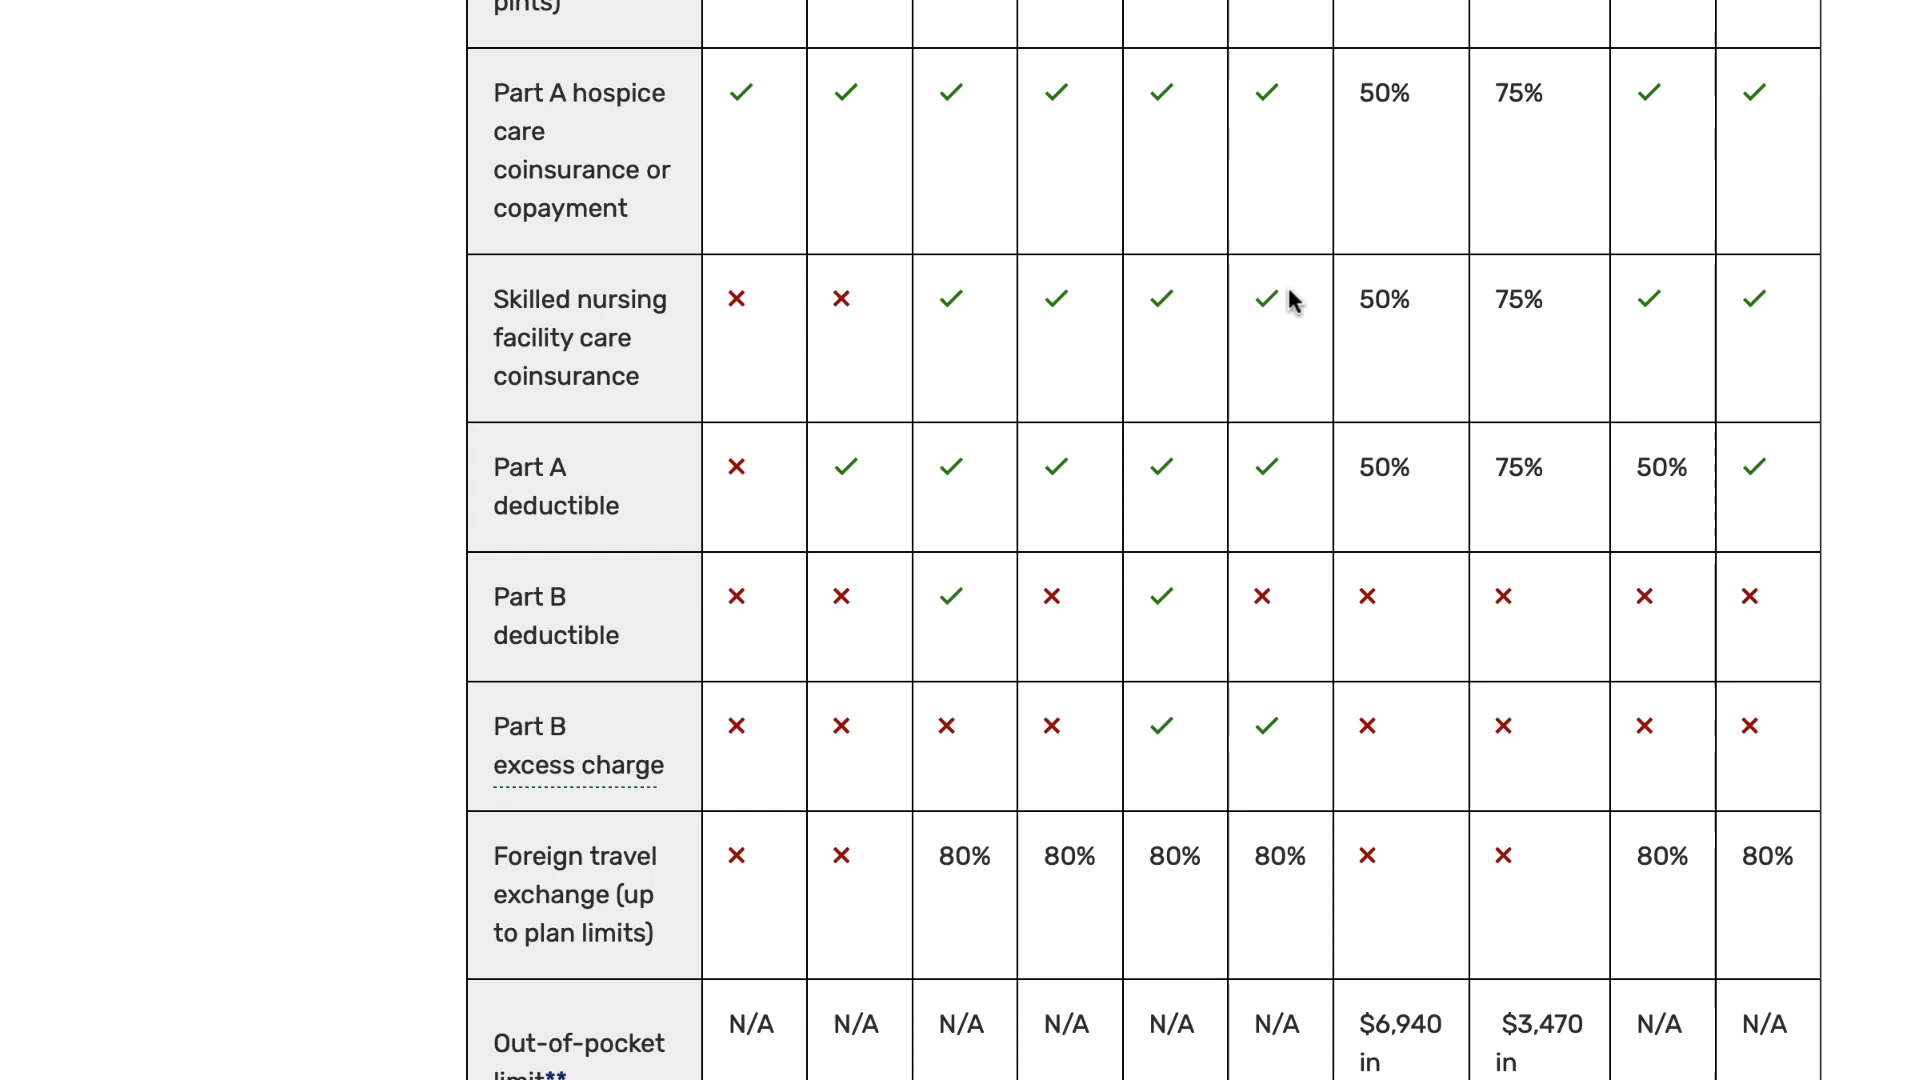 pints)
Part A hospice ✓ ✓ ✓ ✓ ✓ ✓ 50% 75% ✓ ✓
care
coinsurance or
copayment
Skilled nursing ✕ ✕ ✓ ✓ ✓ ✓ 50% 75% ✓ ✓
facility care
coinsurance
Part A ✕ ✓ ✓ ✓ ✓ ✓ 50% 75% 50% ✓
deductible
Part B ✕ ✕ ✓ ✕ ✓ ✕ ✕ ✕ ✕ ✕
deductible
Part B ✕ ✕ ✕ ✕ ✓ ✓ ✕ ✕ ✕ ✕
excess charge
Foreign travel ✕ ✕ 80% 80% 80% 80% ✕ ✕ 80% 80%
exchange (up
to plan limits)
N/A N/A N/A N/A N/A N/A $6,940 $3,470 N/A N/A
Out-of-pocket
in in
limit**